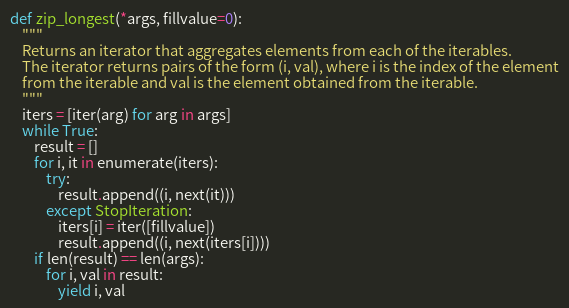 def zip_longest(*args, fillvalue=0):
    """
    Returns an iterator that aggregates elements from each of the iterables.
    The iterator returns pairs of the form (i, val), where i is the index of the element
    from the iterable and val is the element obtained from the iterable.
    """
    iters = [iter(arg) for arg in args]
    while True:
        result = []
        for i, it in enumerate(iters):
            try:
                result.append((i, next(it)))
            except StopIteration:
                iters[i] = iter([fillvalue])
                result.append((i, next(iters[i])))
        if len(result) == len(args):
            for i, val in result:
                yield i, val